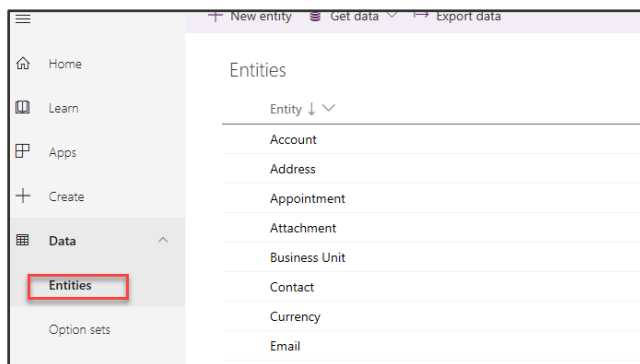 + New entity Get data Export data
Home
Learn
Apps
Create
Data
Entities
Option sets
Entities
Entity ↓
Account
Address
Appointment
Attachment
Business Unit
Contact
Currency
Email